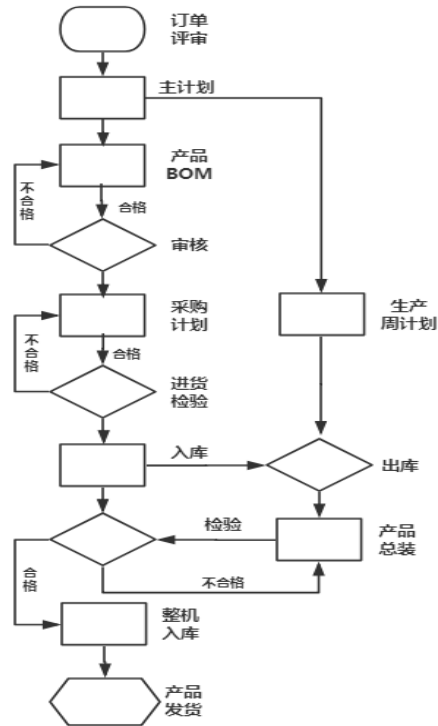 订单
评审
主计划
产品
BOM
不合格
合格
审核
采购
计划
生产
周计划
不合格
合格
进货
检验
入库
出库
检验
产品
总装
合格
不合格
整机
入库
产品
发货